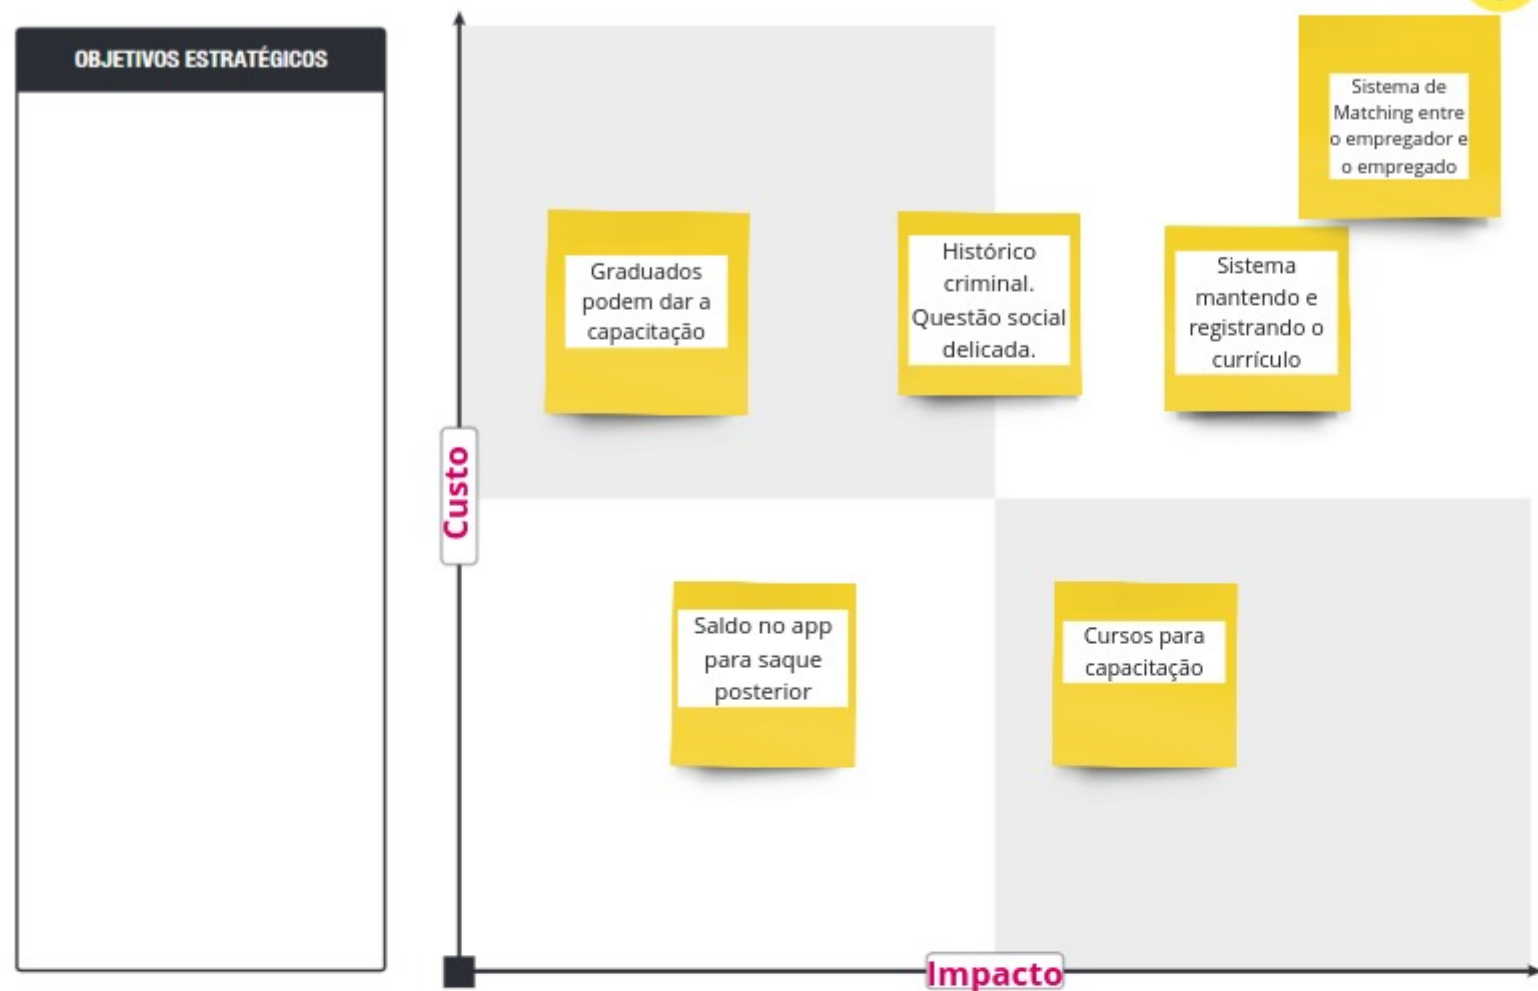 OBJETIVOS ESTRATÉGICOS
Sistema de
Matching entre
o empregador e
o empregado
Graduados
podem dar a
capacitação
Histórico
criminal.
Questão social
delicada.
Sistema
mantendo e
registrando o
currículo
Custo
Saldo no app
para saque
posterior
Cursos para
capacitação
Impacto